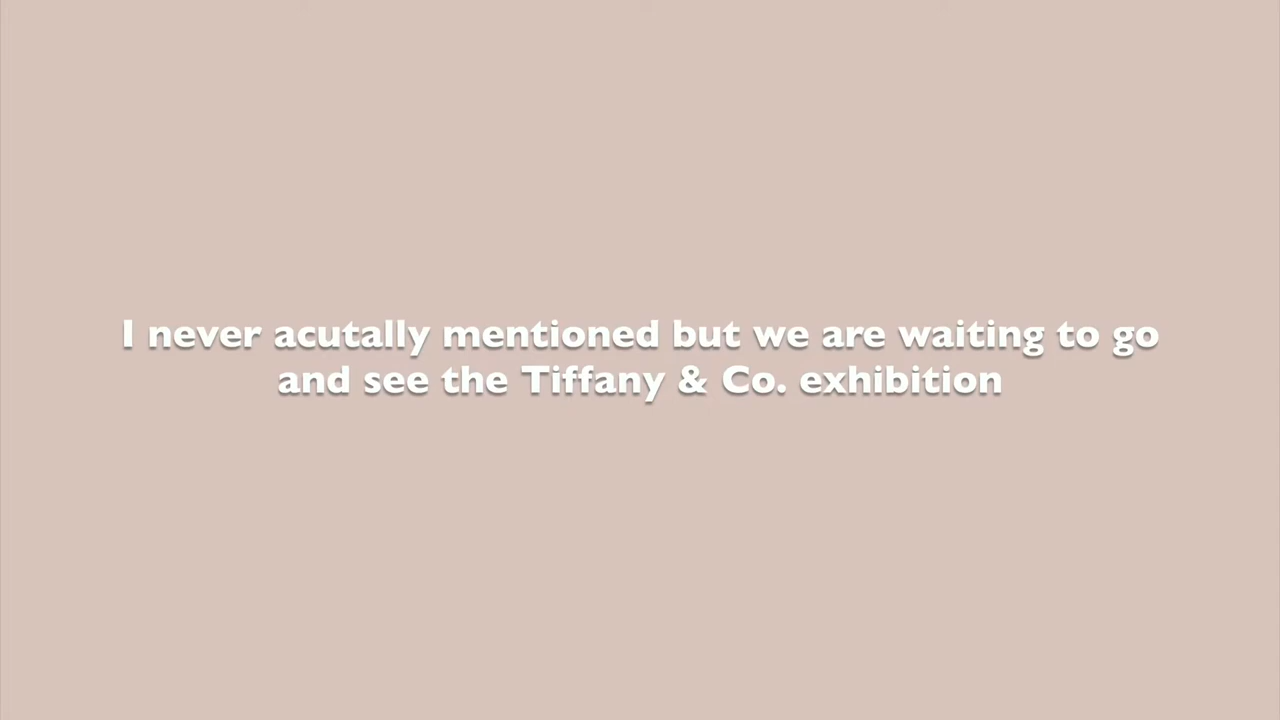 I never acutally mentioned but we are waiting to go
and see the Tiffany & Co. exhibition